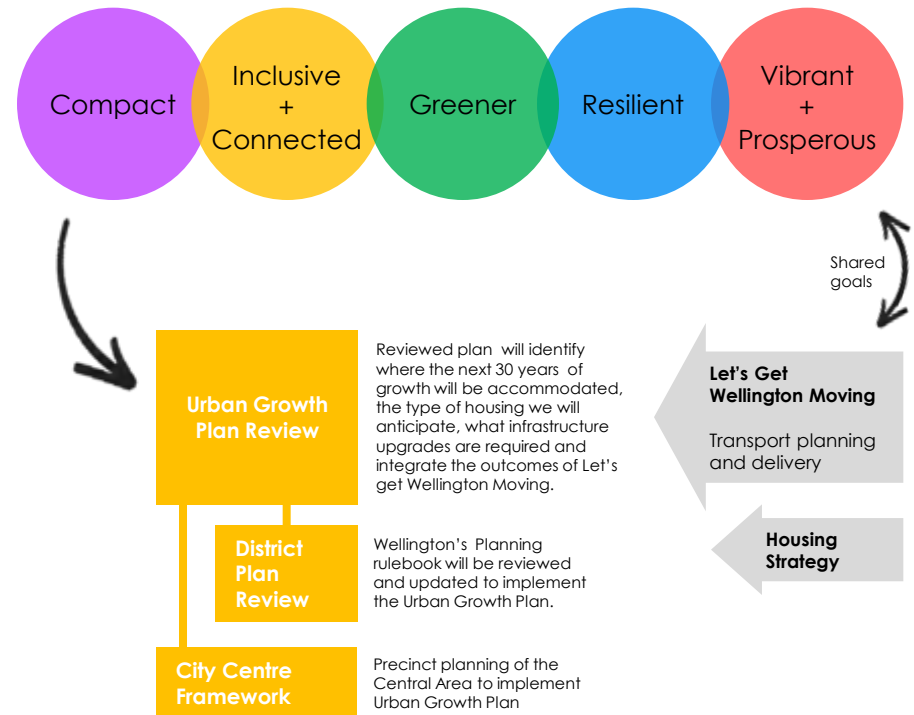 Compact
Inclusive
+
Connected
Greener
Resilient
Vibrant
+
Prosperous
Shared
goals
Urban Growth
Plan Review
Reviewed plan will identify
where the next 30 years of
growth will be accommodated,
the type of housing we will
anticipate, what infrastructure
upgrades are required and
integrate the outcomes of Let's
get Wellington Moving.
Let's Get
Wellington Moving
Transport planning
and delivery
District
Plan
Review
Wellington's Planning
rulebook will be reviewed
and updated to implement
the Urban Growth Plan.
Housing
Strategy
City Centre
Framework
Precinct planning of the
Central Area to implement
Urban Growth Plan